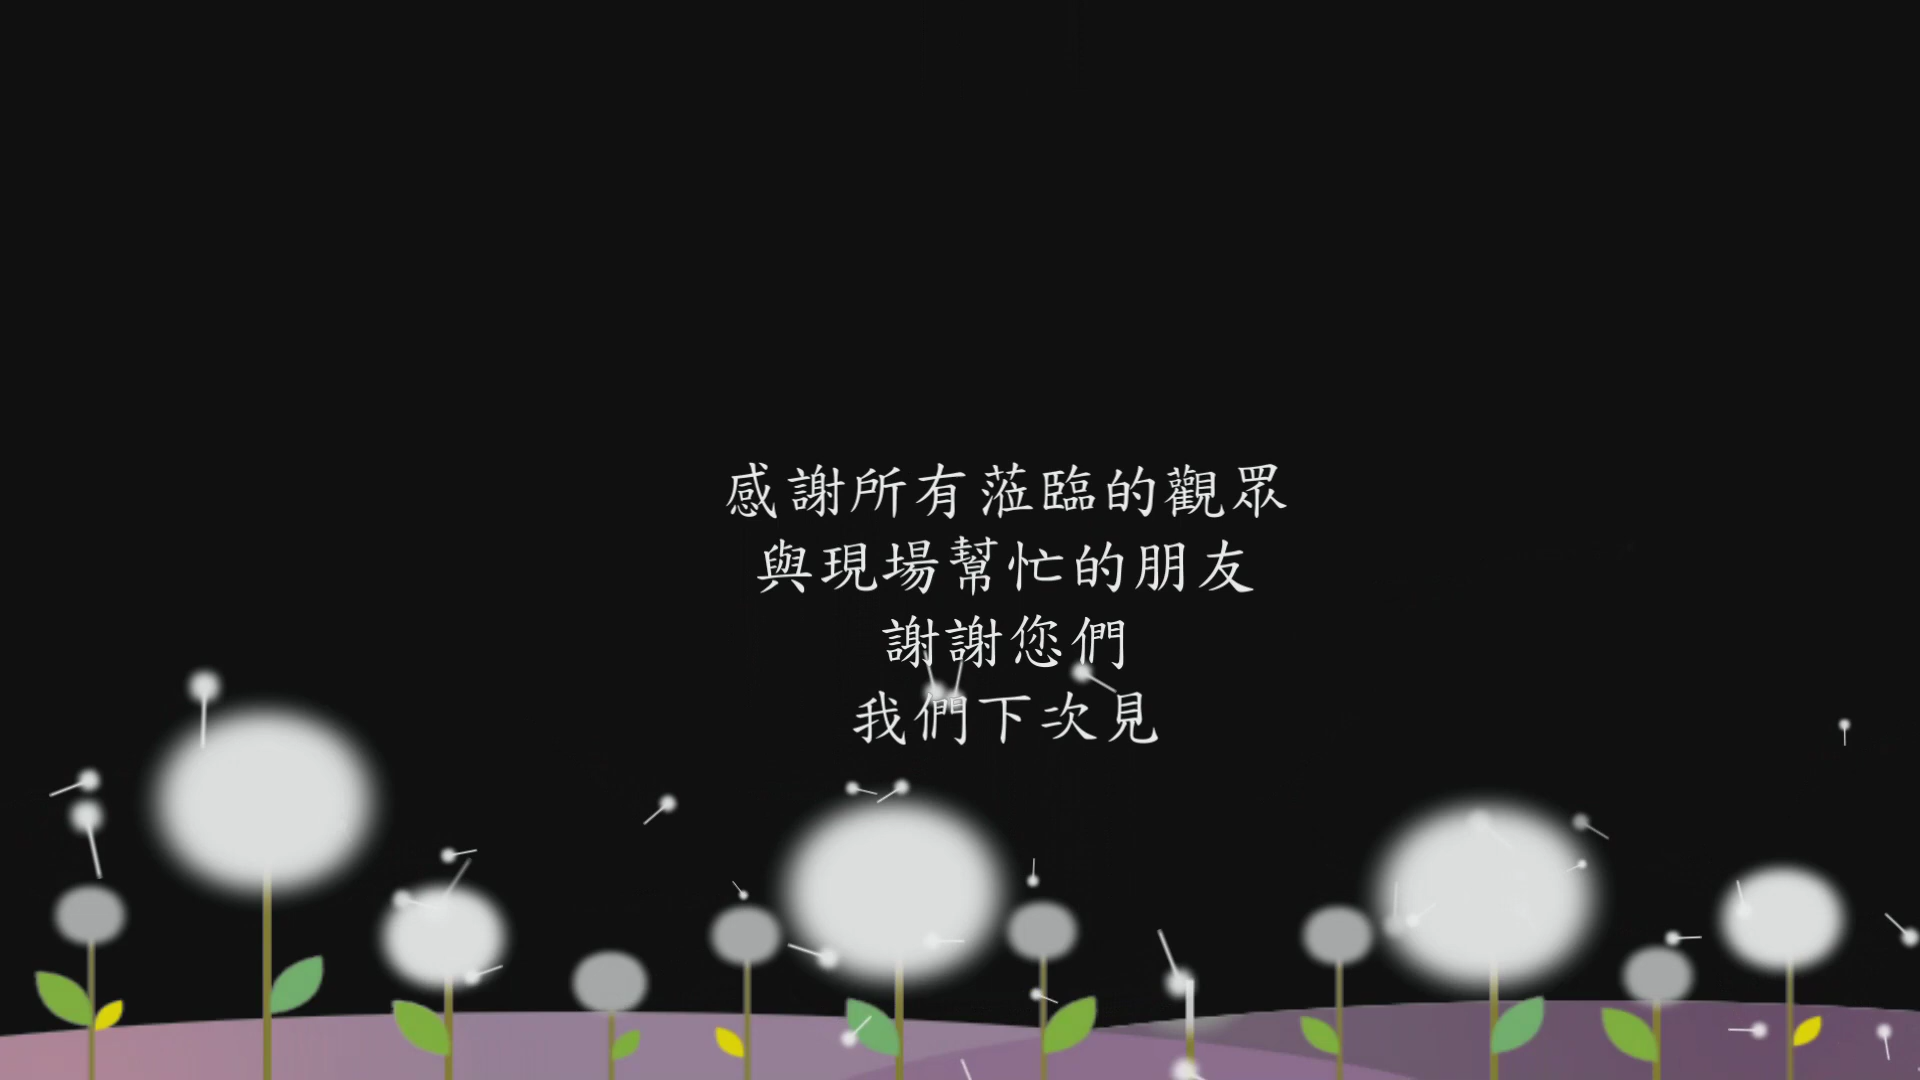 感謝所有蒞臨的觀眾
與現場幫忙的朋友
謝謝您們
我們下次見